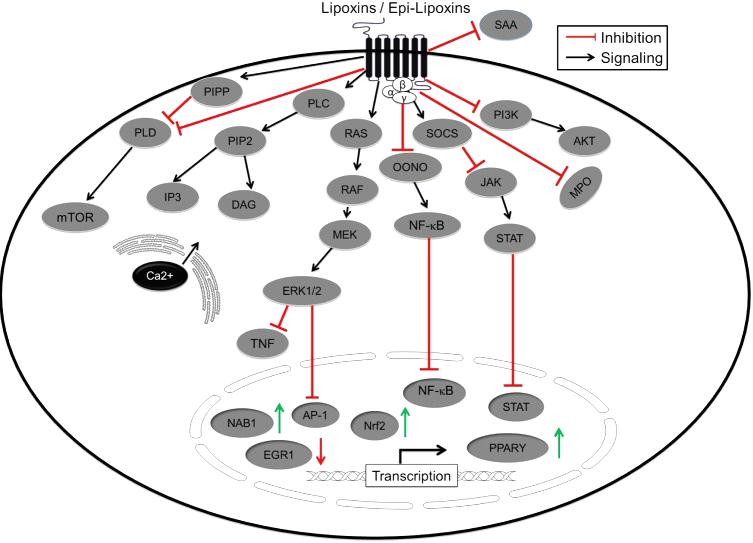 Lipoxins / Epi-Lipoxins
SAA
Inhibition
Signaling
PIPP
PLC
β
α
γ
PI3K
PLD
PIP2
RAS
SOCS
AKT
OONO
IP3
DAG
RAF
JAK
MPO
mTOR
MEK
NF-κB
STAT
Ca2+
ERK1/2
TNF
NF-κB
NAB1
AP-1
Nrf2
STAT
EGR1
PPARY
Transcription